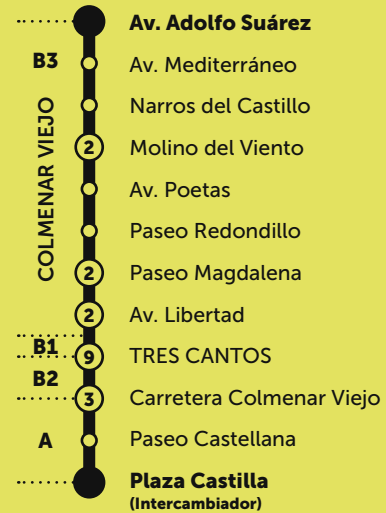 Av. Adolfo Suárez
B3
Av. Mediterráneo
Narros del Castillo
COLMENAR VIEJO
2 Molino del Viento
Av. Poetas
Paseo Redondillo
2 Paseo Magdalena
2 Av. Libertad
B1
9 TRES CANTOS
B2
3 Carretera Colmenar Viejo
A Paseo Castellana
Plaza Castilla
(Intercambiador)